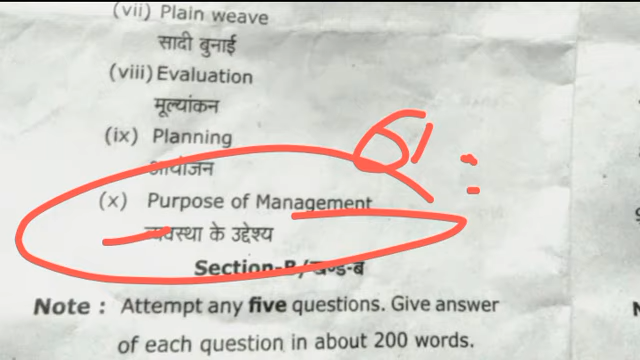 (vii) Plain weave
सादी बुनाई
(viii) Evaluation
मूल्यांकन
(ix) Planning
आयोजन
(x) Purpose of Management
व्यवस्था के उद्देश्य
Section-B/खण्ड-ब
Note : Attempt any five questions. Give answer
of each question in about 200 words.